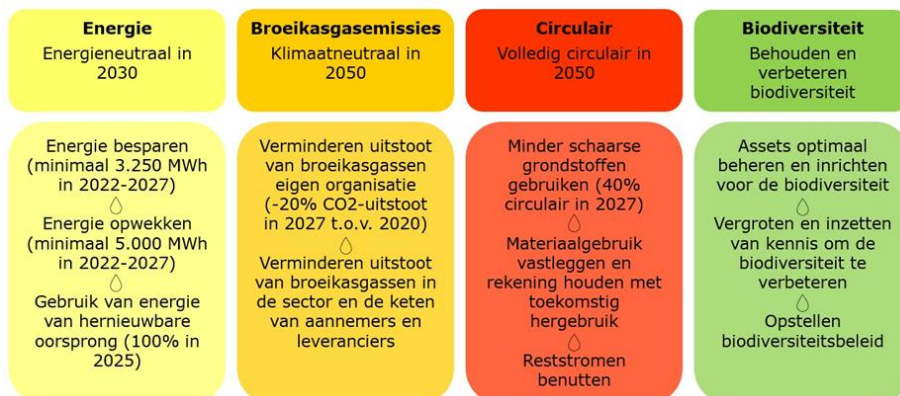 Energie
Energieneutraal in
2030
Broeikasgasemissies
Klimaatneutraal in
2050
Circulair
Volledig circulair in
2050
Biodiversiteit
Behouden en
verbeteren
biodiversiteit
Energie besparen
(minimaal 3.250 MWh
in 2022-2027)
Energie opwekken
(minimaal 5.000 MWh
in 2022-2027)
Gebruik van energie
van hernieuwbare
oorsprong (100% in
2025)
Verminderen uitstoot
van broeikasgassen
eigen organisatie
(-20% CO2-uitstoot
in 2027 t.o.v. 2020)
Verminderen uitstoot
van broeikasgassen in
de sector en de keten
van aannemers en
leveranciers
Minder schaarse
grondstoffen
gebruiken (40%
circulair in 2027)
Materiaalgebruik
vastleggen en
rekening houden met
toekomstig
hergebruik
Reststromen
benutten
Assets optimaal
beheren en inrichten
voor de biodiversiteit
Vergroten en inzetten
van kennis om de
biodiversiteit te
verbeteren
Opstellen
biodiversiteitsbeleid